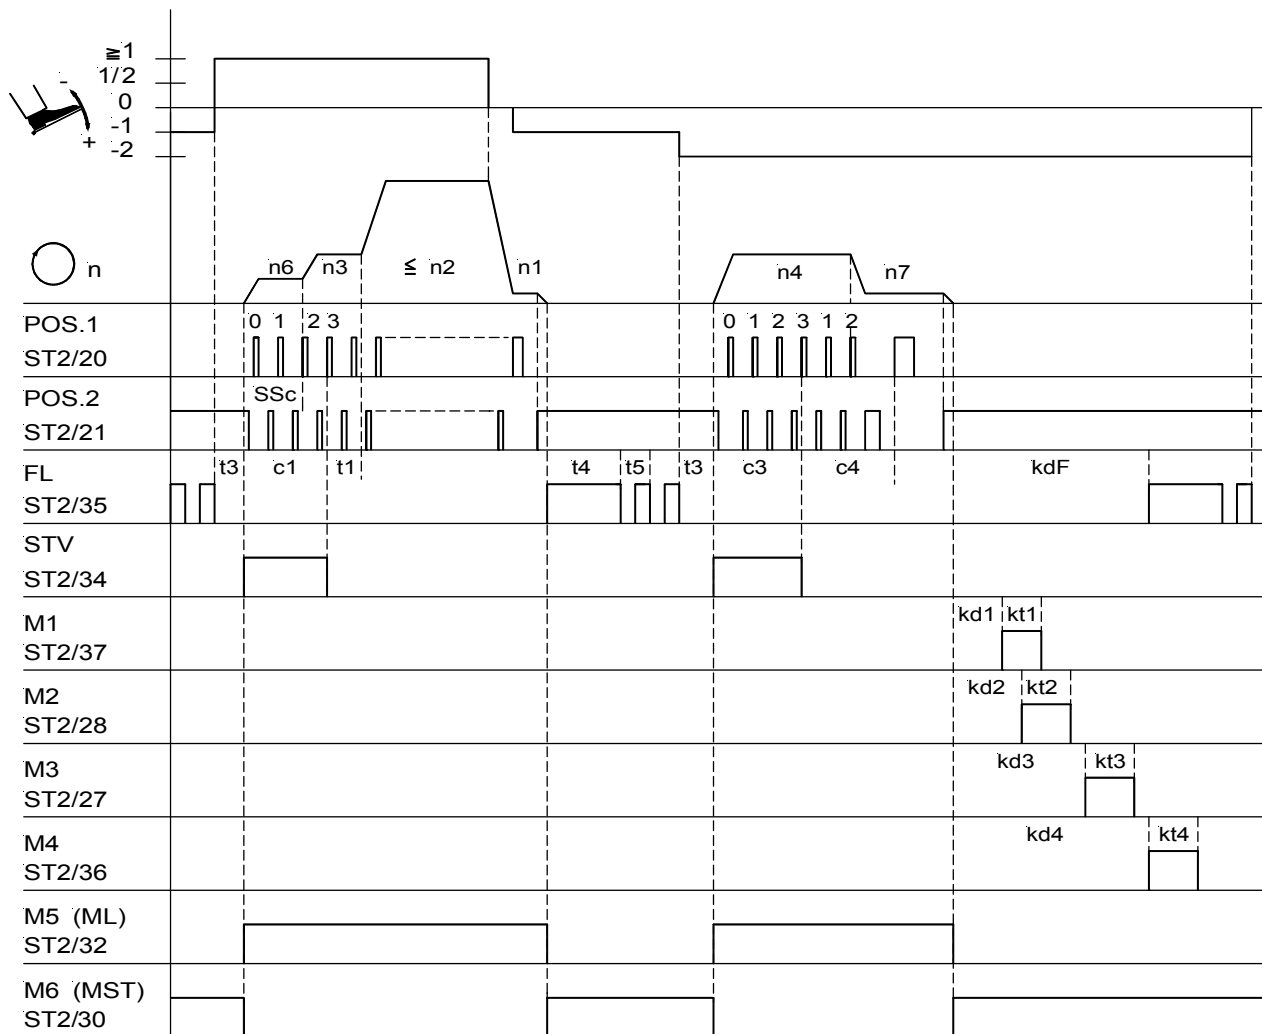 ≧1
1/2
-
0
-1
+
-2
n
n6 n3 ≦ n2 n1 n4 n7
POS.1
ST2/20
0 1 2 3 0 1 2 3 1 2
POS.2
ST2/21
SSc
FL
ST2/35
t3 c1 t1 t4 t5 t3 c3 c4 kdF
STV
ST2/34
M1
ST2/37
kd1 kt1
M2
ST2/28
kd2 kt2
M3
ST2/27
kd3 kt3
M4
ST2/36
kd4 kt4
M5 (ML)
ST2/32
M6 (MST)
ST2/30